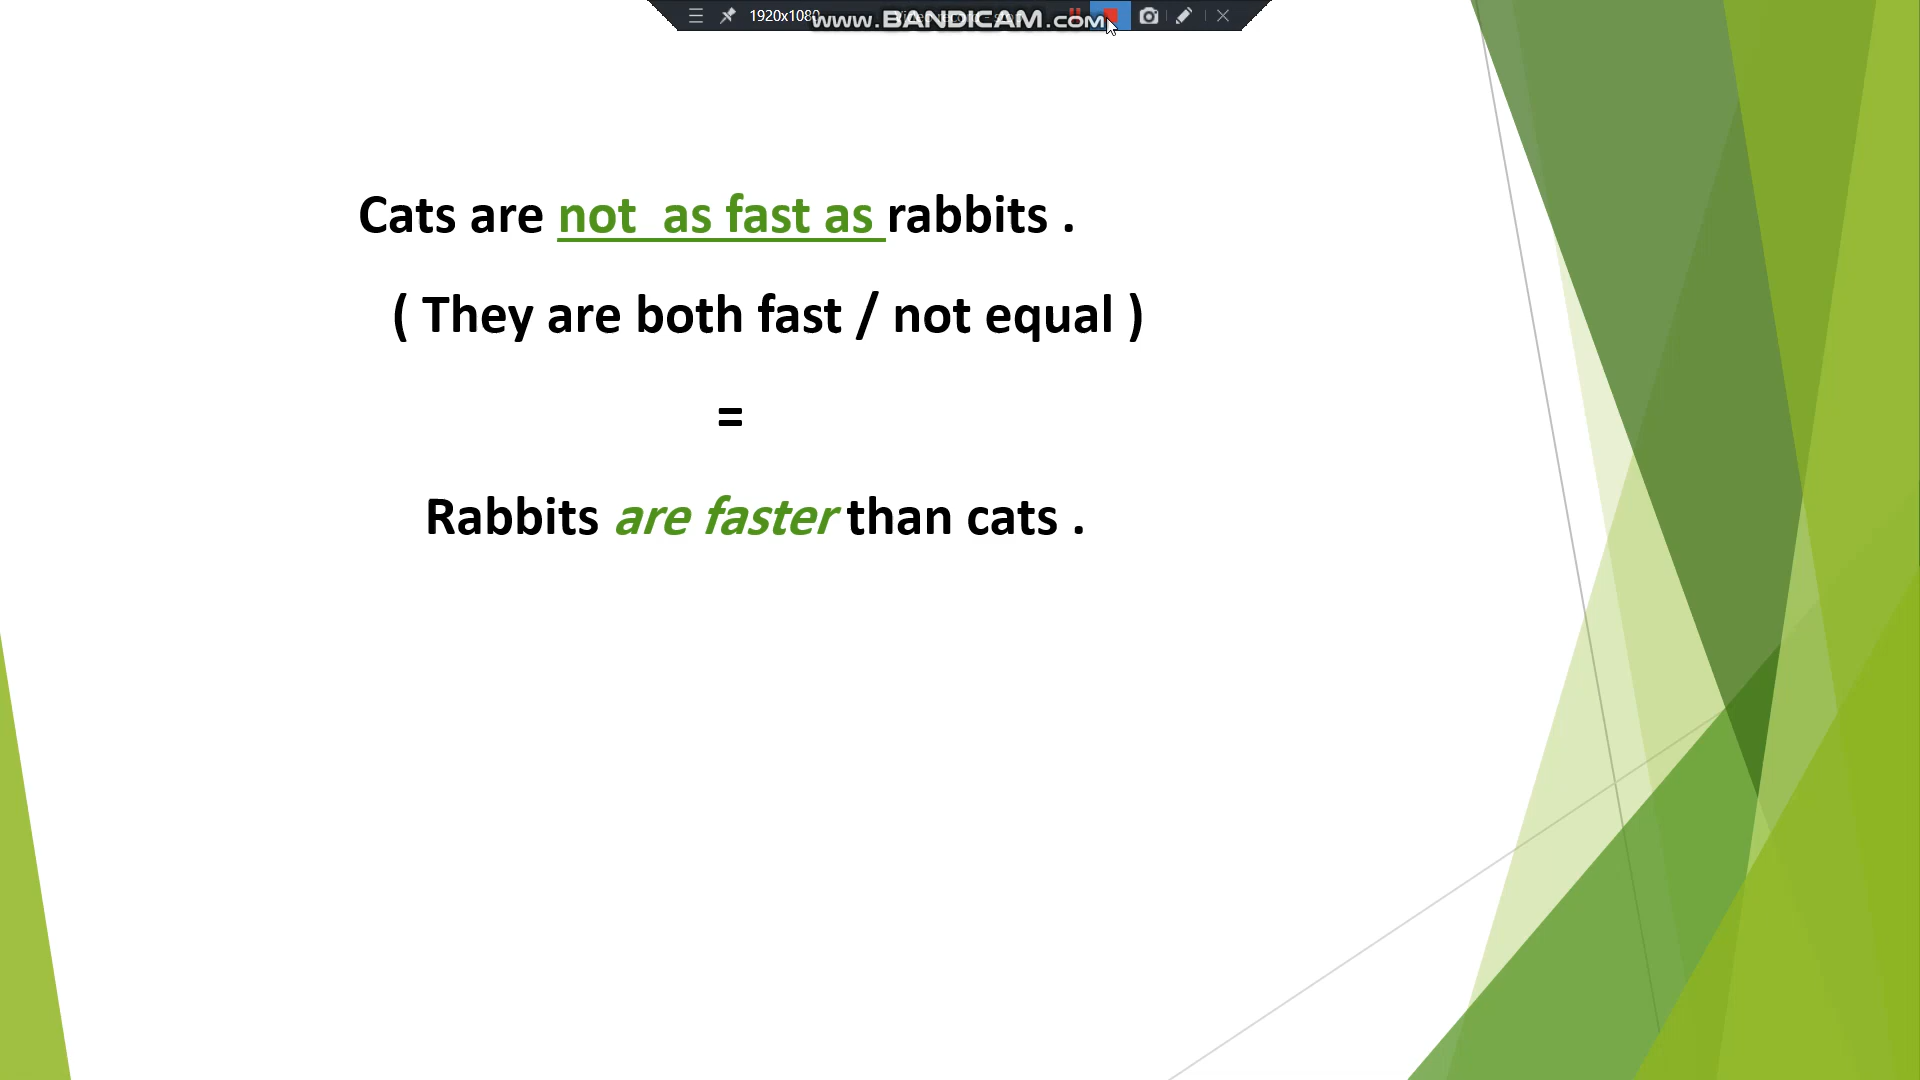 1920x1080
www.BANDICAM.com
Cats are not as fast as rabbits .
( They are both fast / not equal )
=
Rabbits are faster than cats .